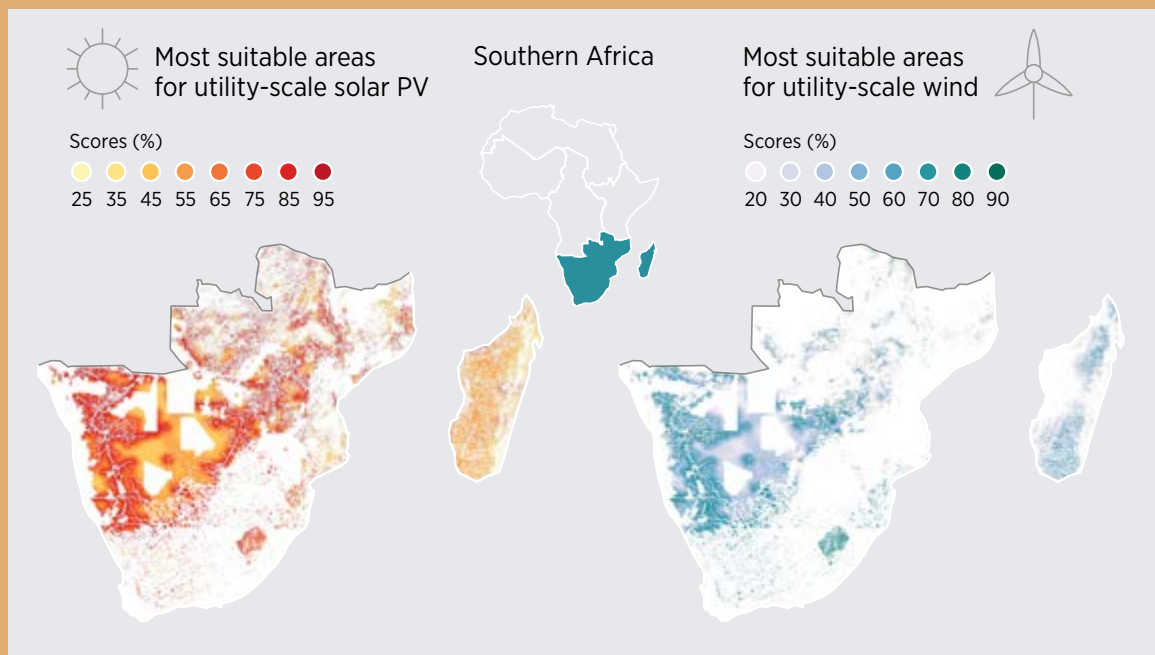 Most suitable areas
for utility-scale solar PV
Scores (%)
25 35 45 55 65 75 85 95
Southern Africa
Most suitable areas
for utility-scale wind
Scores (%)
20 30 40 50 60 70 80 90